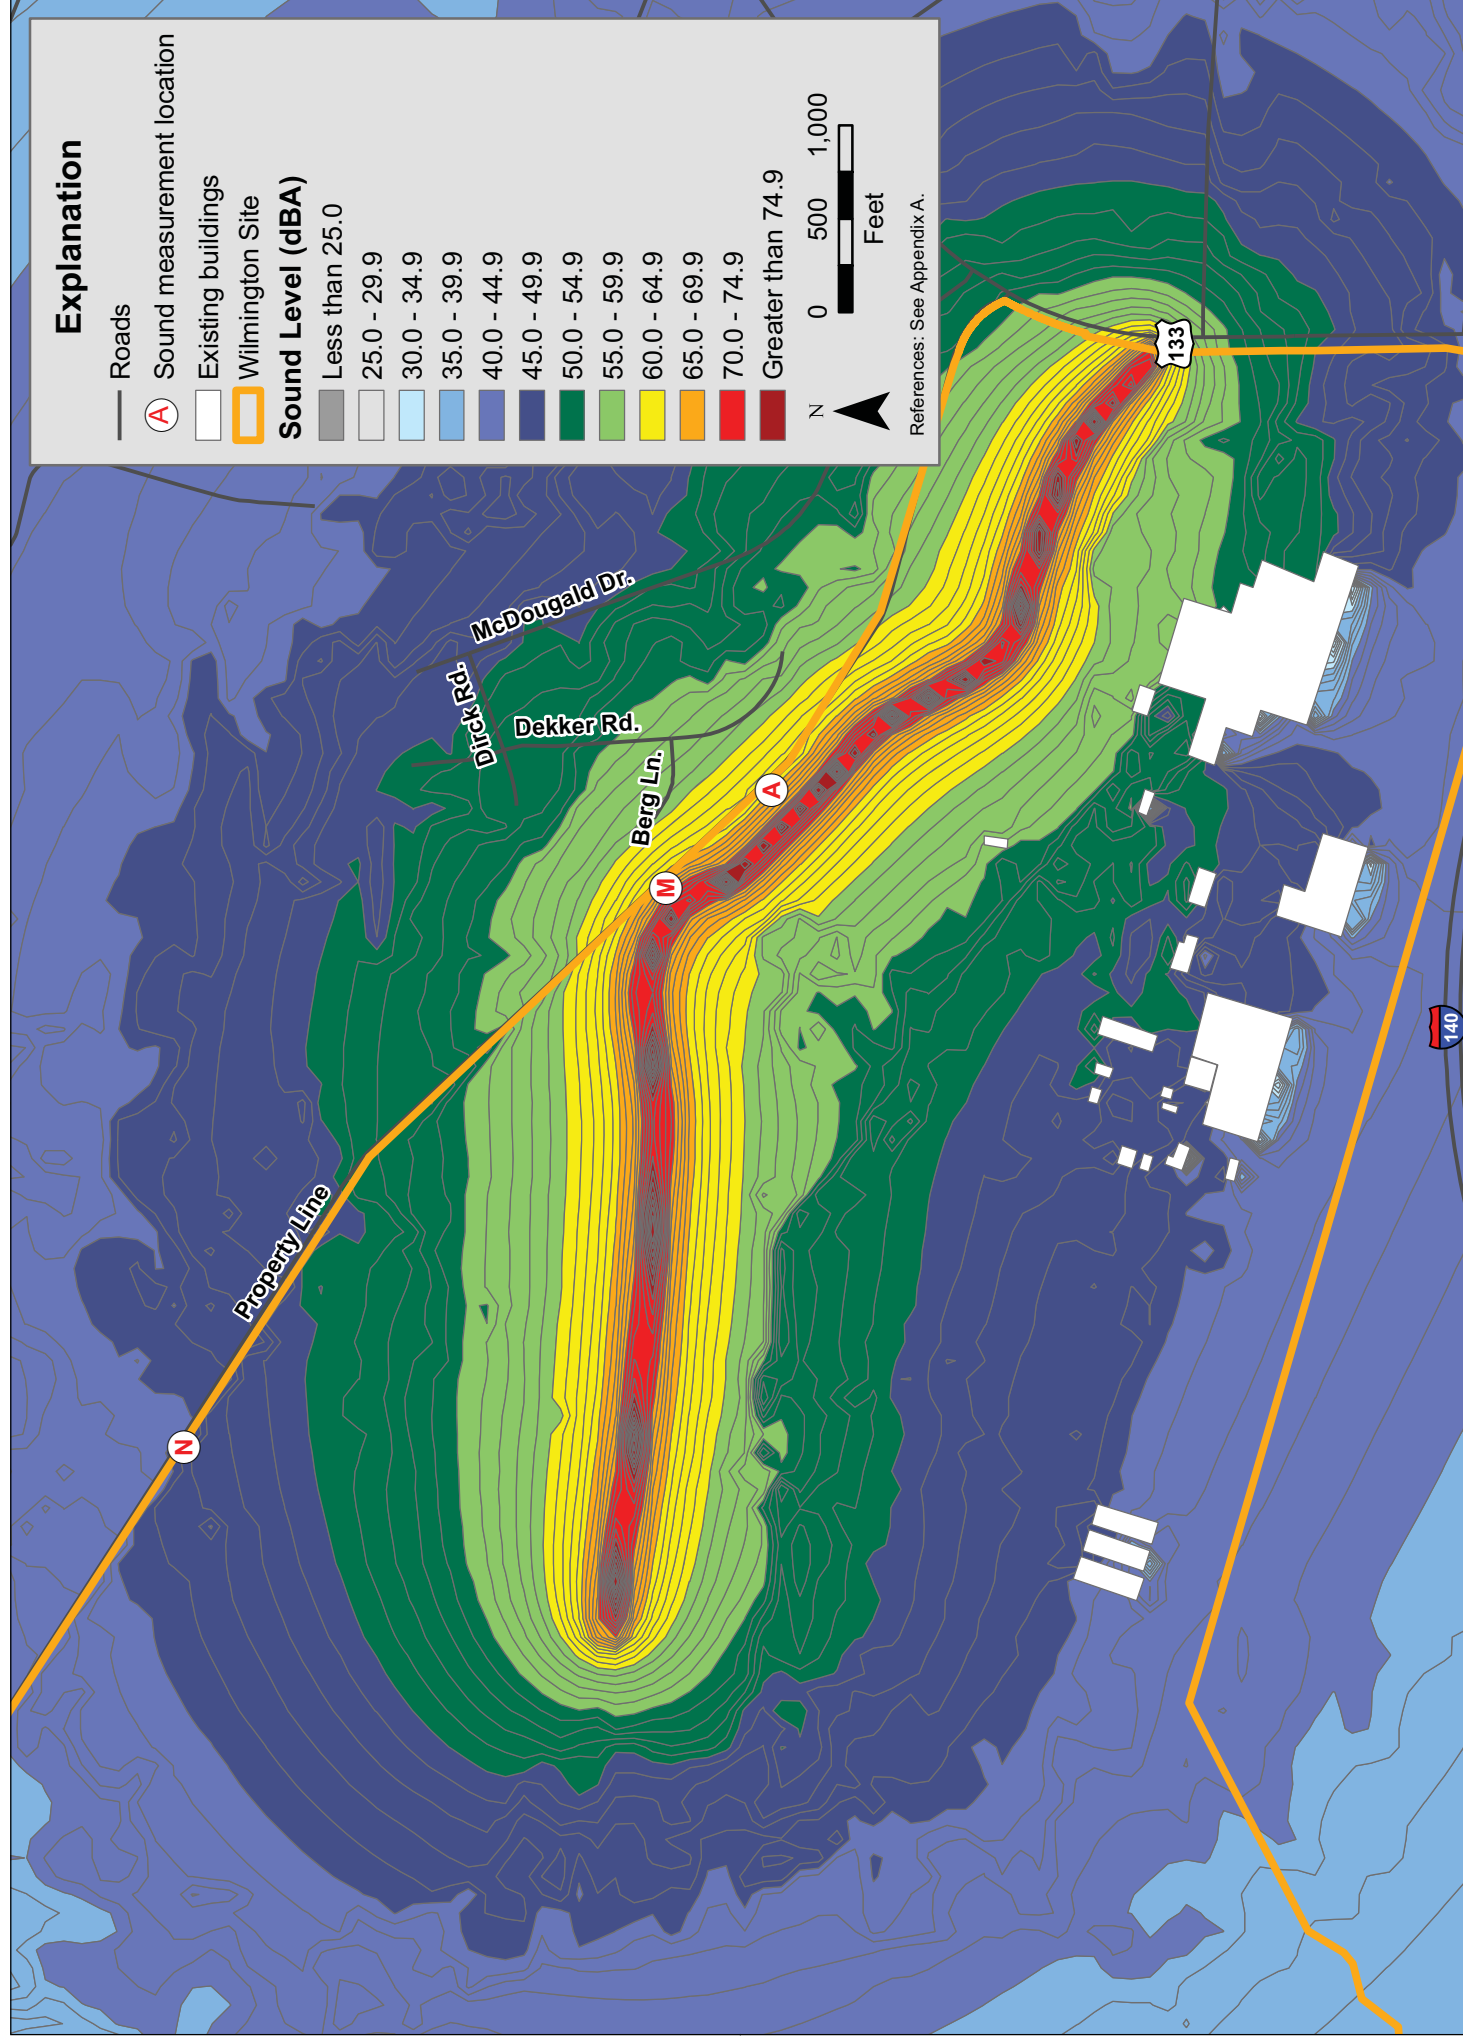 Explanation
Roads
A
Sound measurement location
Existing buildings
Wilmington Site
Sound Level (dBA)
Less than 25.0
25.0 - 29.9
30.0 - 34.9
35.0 - 39.9
40.0 - 44.9
45.0 - 49.9
50.0 - 54.9
55.0 - 59.9
60.0 - 64.9
65.0 - 69.9
70.0 - 74.9
Greater than 74.9
N
0 500 1,000
Feet
References: See Appendix A.
N
Property Line
M
A
Berg Ln.
Dekker Rd.
Dirck Rd.
McDougald Dr.
133
140